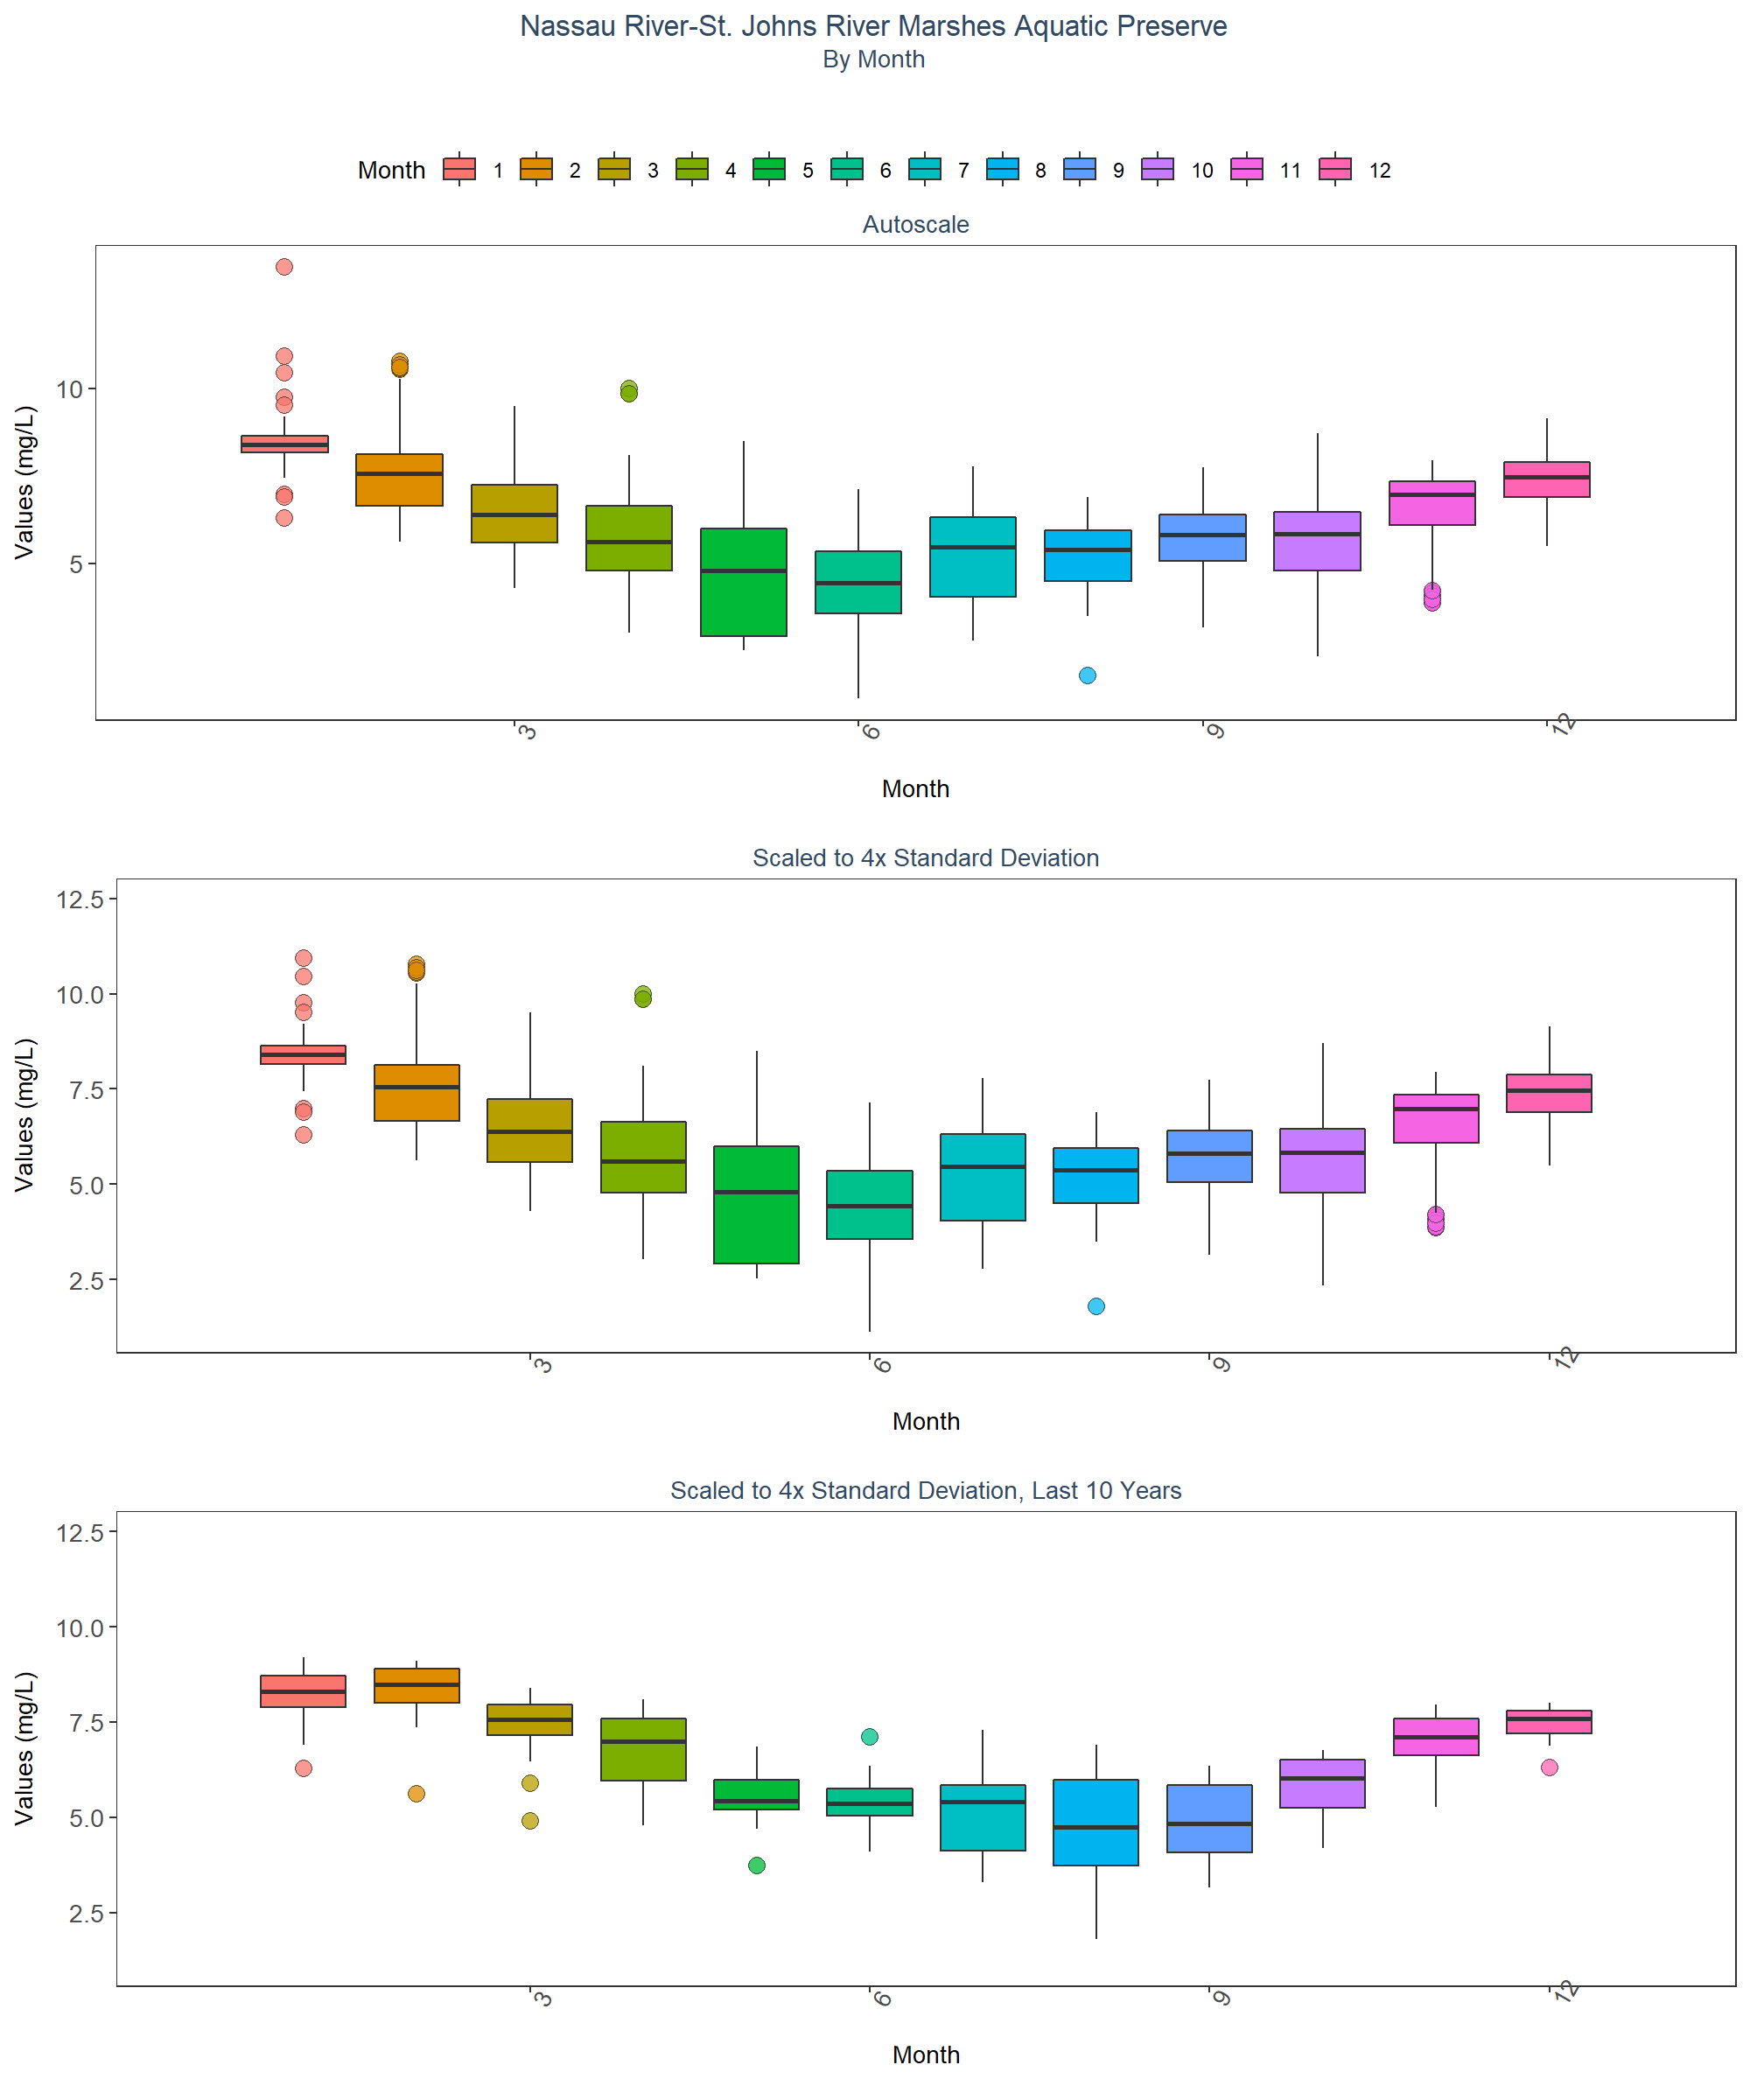 Nassau River-St. Johns River Marshes Aquatic Preserve
By Month
Month 1 2 3 4 5 6 7 8 9 10 11 12
Autoscale
Values (mg/L)
10
5
3 6 9 12
Month
Scaled to 4x Standard Deviation
Values (mg/L)
12.5
10.0
7.5
5.0
2.5
3 6 9 12
Month
Scaled to 4x Standard Deviation, Last 10 Years
Values (mg/L)
12.5
10.0
7.5
5.0
2.5
3 6 9 12
Month